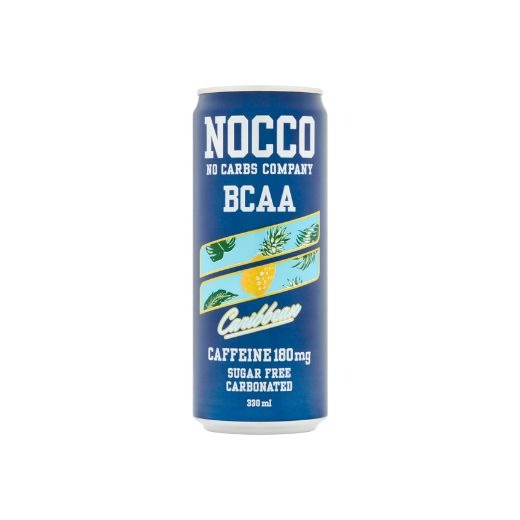 NOCCO
NO CARBS COMPANY
BCAA
Caribbean
CAFFEINE 180mg
SUGAR FREE
CARBONATED
330 ml